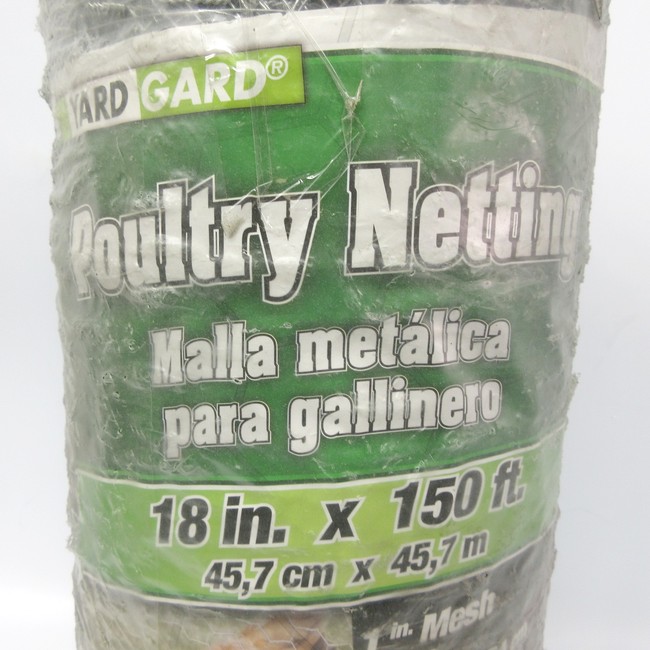 YARD GARD®
Poultry Netting
Malla metálica
para gallinero
18 in. x 150 ft.
45,7 cm x 45,7 m
1 in. Mesh